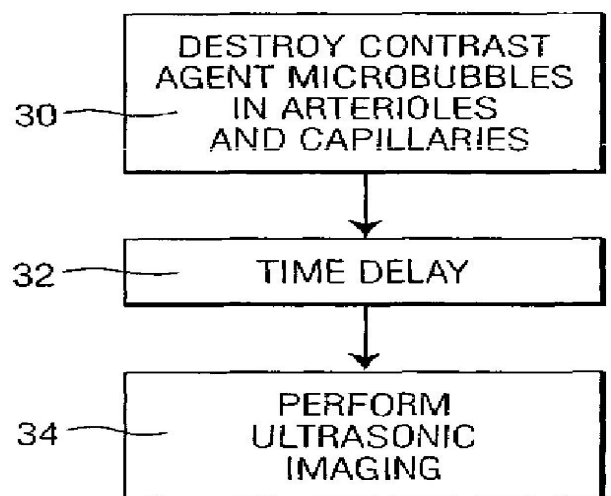 DESTROY CONTRAST
AGENT MICROBUBBLES
IN ARTERIOLES
AND CAPILLARIES
30
TIME DELAY
32
PERFORM
ULTRASONIC
IMAGING
34